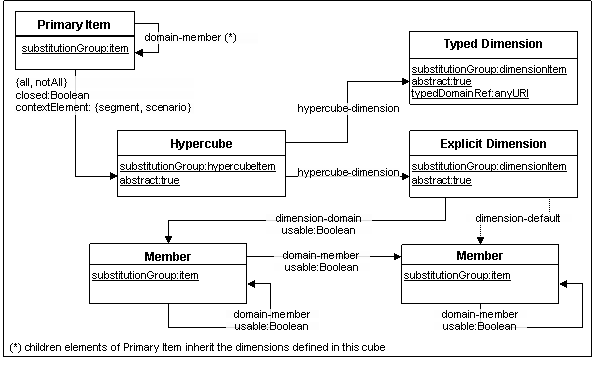 Primary Item
substitutionGroup:item
domain-member (*)
{all, notAll}
closed:Boolean
contextElement: {segment, scenario}
Typed Dimension
substitutionGroup:dimensionItem
abstract:true
typedDomainRef:anyURI
hypercube-dimension
Hypercube
substitutionGroup:hypercubeItem
abstract:true
hypercube-dimension
Explicit Dimension
substitutionGroup:dimensionItem
abstract:true
dimension-domain
usable:Boolean
dimension-default
Member
substitutionGroup:item
domain-member
usable:Boolean
Member
substitutionGroup:item
domain-member
usable:Boolean
domain-member
usable:Boolean
(*) children elements of Primary Item inherit the dimensions defined in this cube